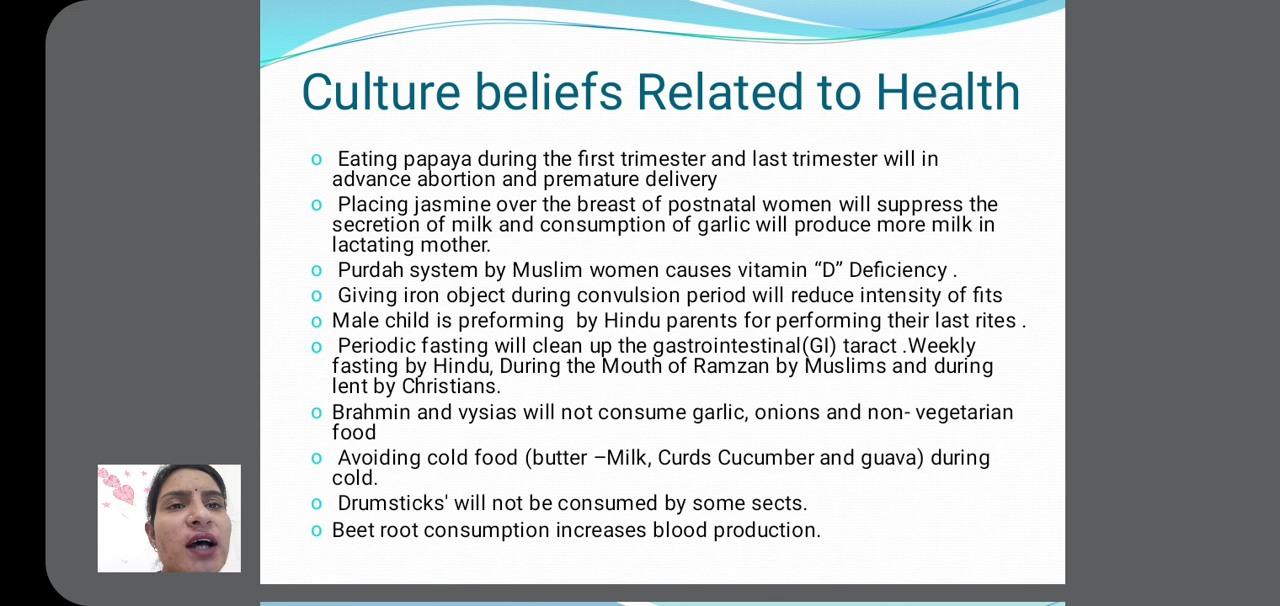 Culture beliefs Related to Health
o Eating papaya during the first trimester and last trimester will in
advance abortion and premature delivery
o Placing jasmine over the breast of postnatal women will suppress the
secretion of milk and consumption of garlic will produce more milk in
lactating mother.
o Purdah system by Muslim women causes vitamin “D” Deficiency .
o Giving iron object during convulsion period will reduce intensity of fits
o Male child is preforming by Hindu parents for performing their last rites .
o Periodic fasting will clean up the gastrointestinal(GI) taract .Weekly
fasting by Hindu, During the Mouth of Ramzan by Muslims and during
lent by Christians.
o Brahmin and vysias will not consume garlic, onions and non- vegetarian
food
o Avoiding cold food (butter –Milk, Curds Cucumber and guava) during
cold.
o Drumsticks' will not be consumed by some sects.
o Beet root consumption increases blood production.